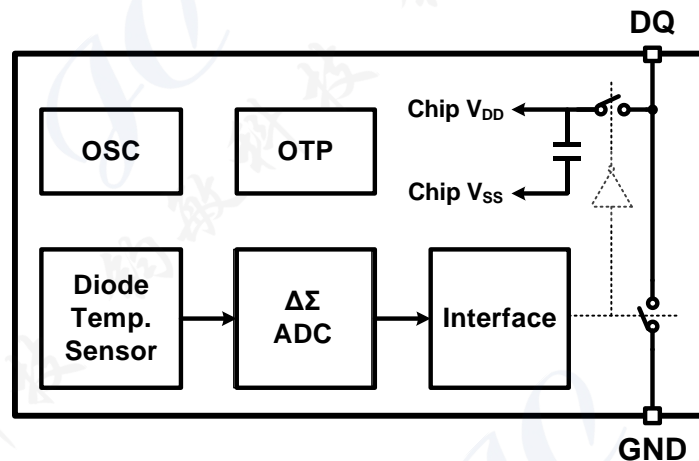 DQ
OSC
OTP
Chip VDD
Chip VSS
Diode
Temp.
Sensor
ΔΣ
ADC
Interface
GND